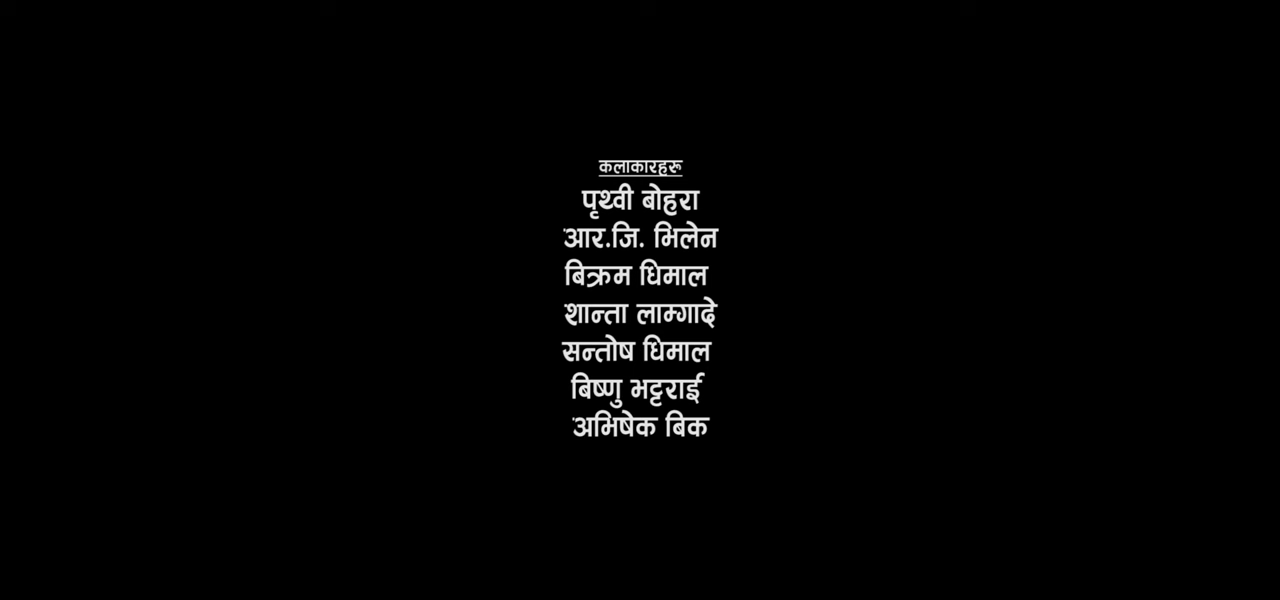 कलाकारहरू
पृथ्वी बोहरा
आर.जि. भिलेन
बिक्रम धिमाल
शान्ता लाम्गादे
सन्तोष धिमाल
बिष्णु भट्टराई
अभिषेक बिक